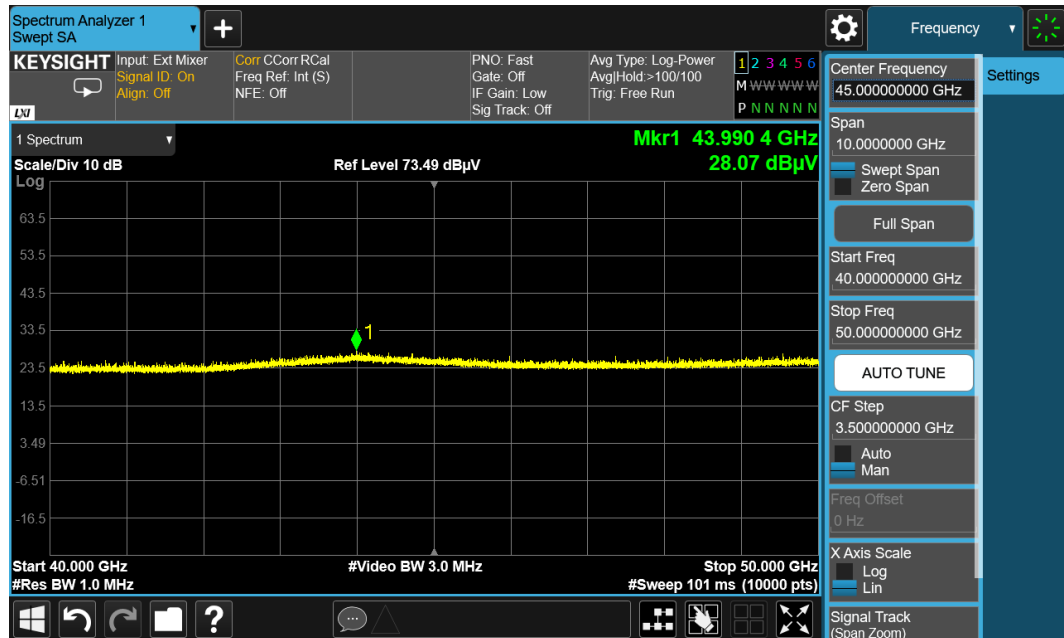 Spectrum Analyzer 1
Swept SA
+
Frequency
KEYSIGHT
Input: Ext Mixer
Signal ID: On
Align: Off
Corr CCorr RCal
Freq Ref: Int (S)
NFE: Off
PNO: Fast
Gate: Off
IF Gain: Low
Sig Track: Off
Avg Type: Log-Power
Avg|Hold:>100/100
Trig: Free Run
1 2 3 4 5 6
M W W W W W W
P N N N N N N
LXI
1 Spectrum
Scale/Div 10 dB
Log
Ref Level 73.49 dBµV
Mkr1 43.990 4 GHz
28.07 dBµV
63.5
53.5
43.5
33.5
23.5
13.5
3.49
-6.51
-16.5
1
Start 40.000 GHz
#Res BW 1.0 MHz
#Video BW 3.0 MHz
Stop 50.000 GHz
#Sweep 101 ms (10000 pts)
?
Center Frequency
45.000000000 GHz
Span
10.0000000 GHz
Swept Span
Zero Span
Full Span
Start Freq
40.000000000 GHz
Stop Freq
50.000000000 GHz
AUTO TUNE
CF Step
3.500000000 GHz
Auto
Man
Freq Offset
0 Hz
X Axis Scale
Log
Lin
Signal Track
(Span Zoom)
Settings